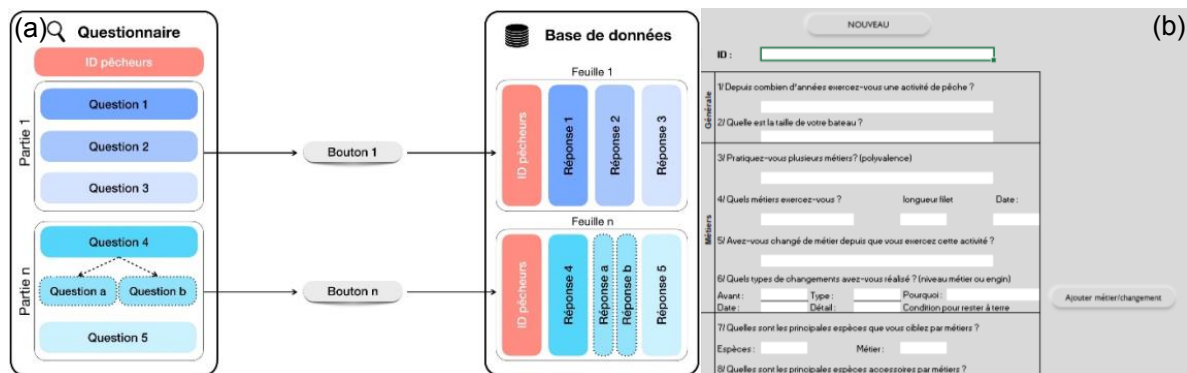 (a)
Questionnaire
ID pêcheurs
Partie 1
Question 1
Question 2
Question 3
Partie n
Question 4
Question a
Question b
Question 5
Bouton 1
Bouton n
Base de données
Feuille 1
ID pêcheurs
Réponse 1
Réponse 2
Réponse 3
Feuille n
ID pêcheurs
Réponse 4
Réponse a
Réponse b
Réponse 5
(b)
NOUVEAU
ID :
Générale
1/ Depuis combien d'années exercez-vous une activité de pêche ?
2/ Quelle est la taille de votre bateau ?
Métiers
3/ Pratiquez-vous plusieurs métiers? (polyvalence)
4/ Quels métiers exercez-vous ? longueur filet Date :
5/ Avez-vous changé de métier depuis que vous exercez cette activité ?
6/ Quels types de changements avez-vous réalisé ? (niveau métier ou engin)
Avant : Type : Pourquoi :
Date : Détail : Condition pour rester à terre
Ajouter métier/changement
7/ Quelles sont les principales espèces que vous ciblez par métiers ?
Espèces : Métier :
8/ Quelles sont les principales espèces accessoires par métiers ?